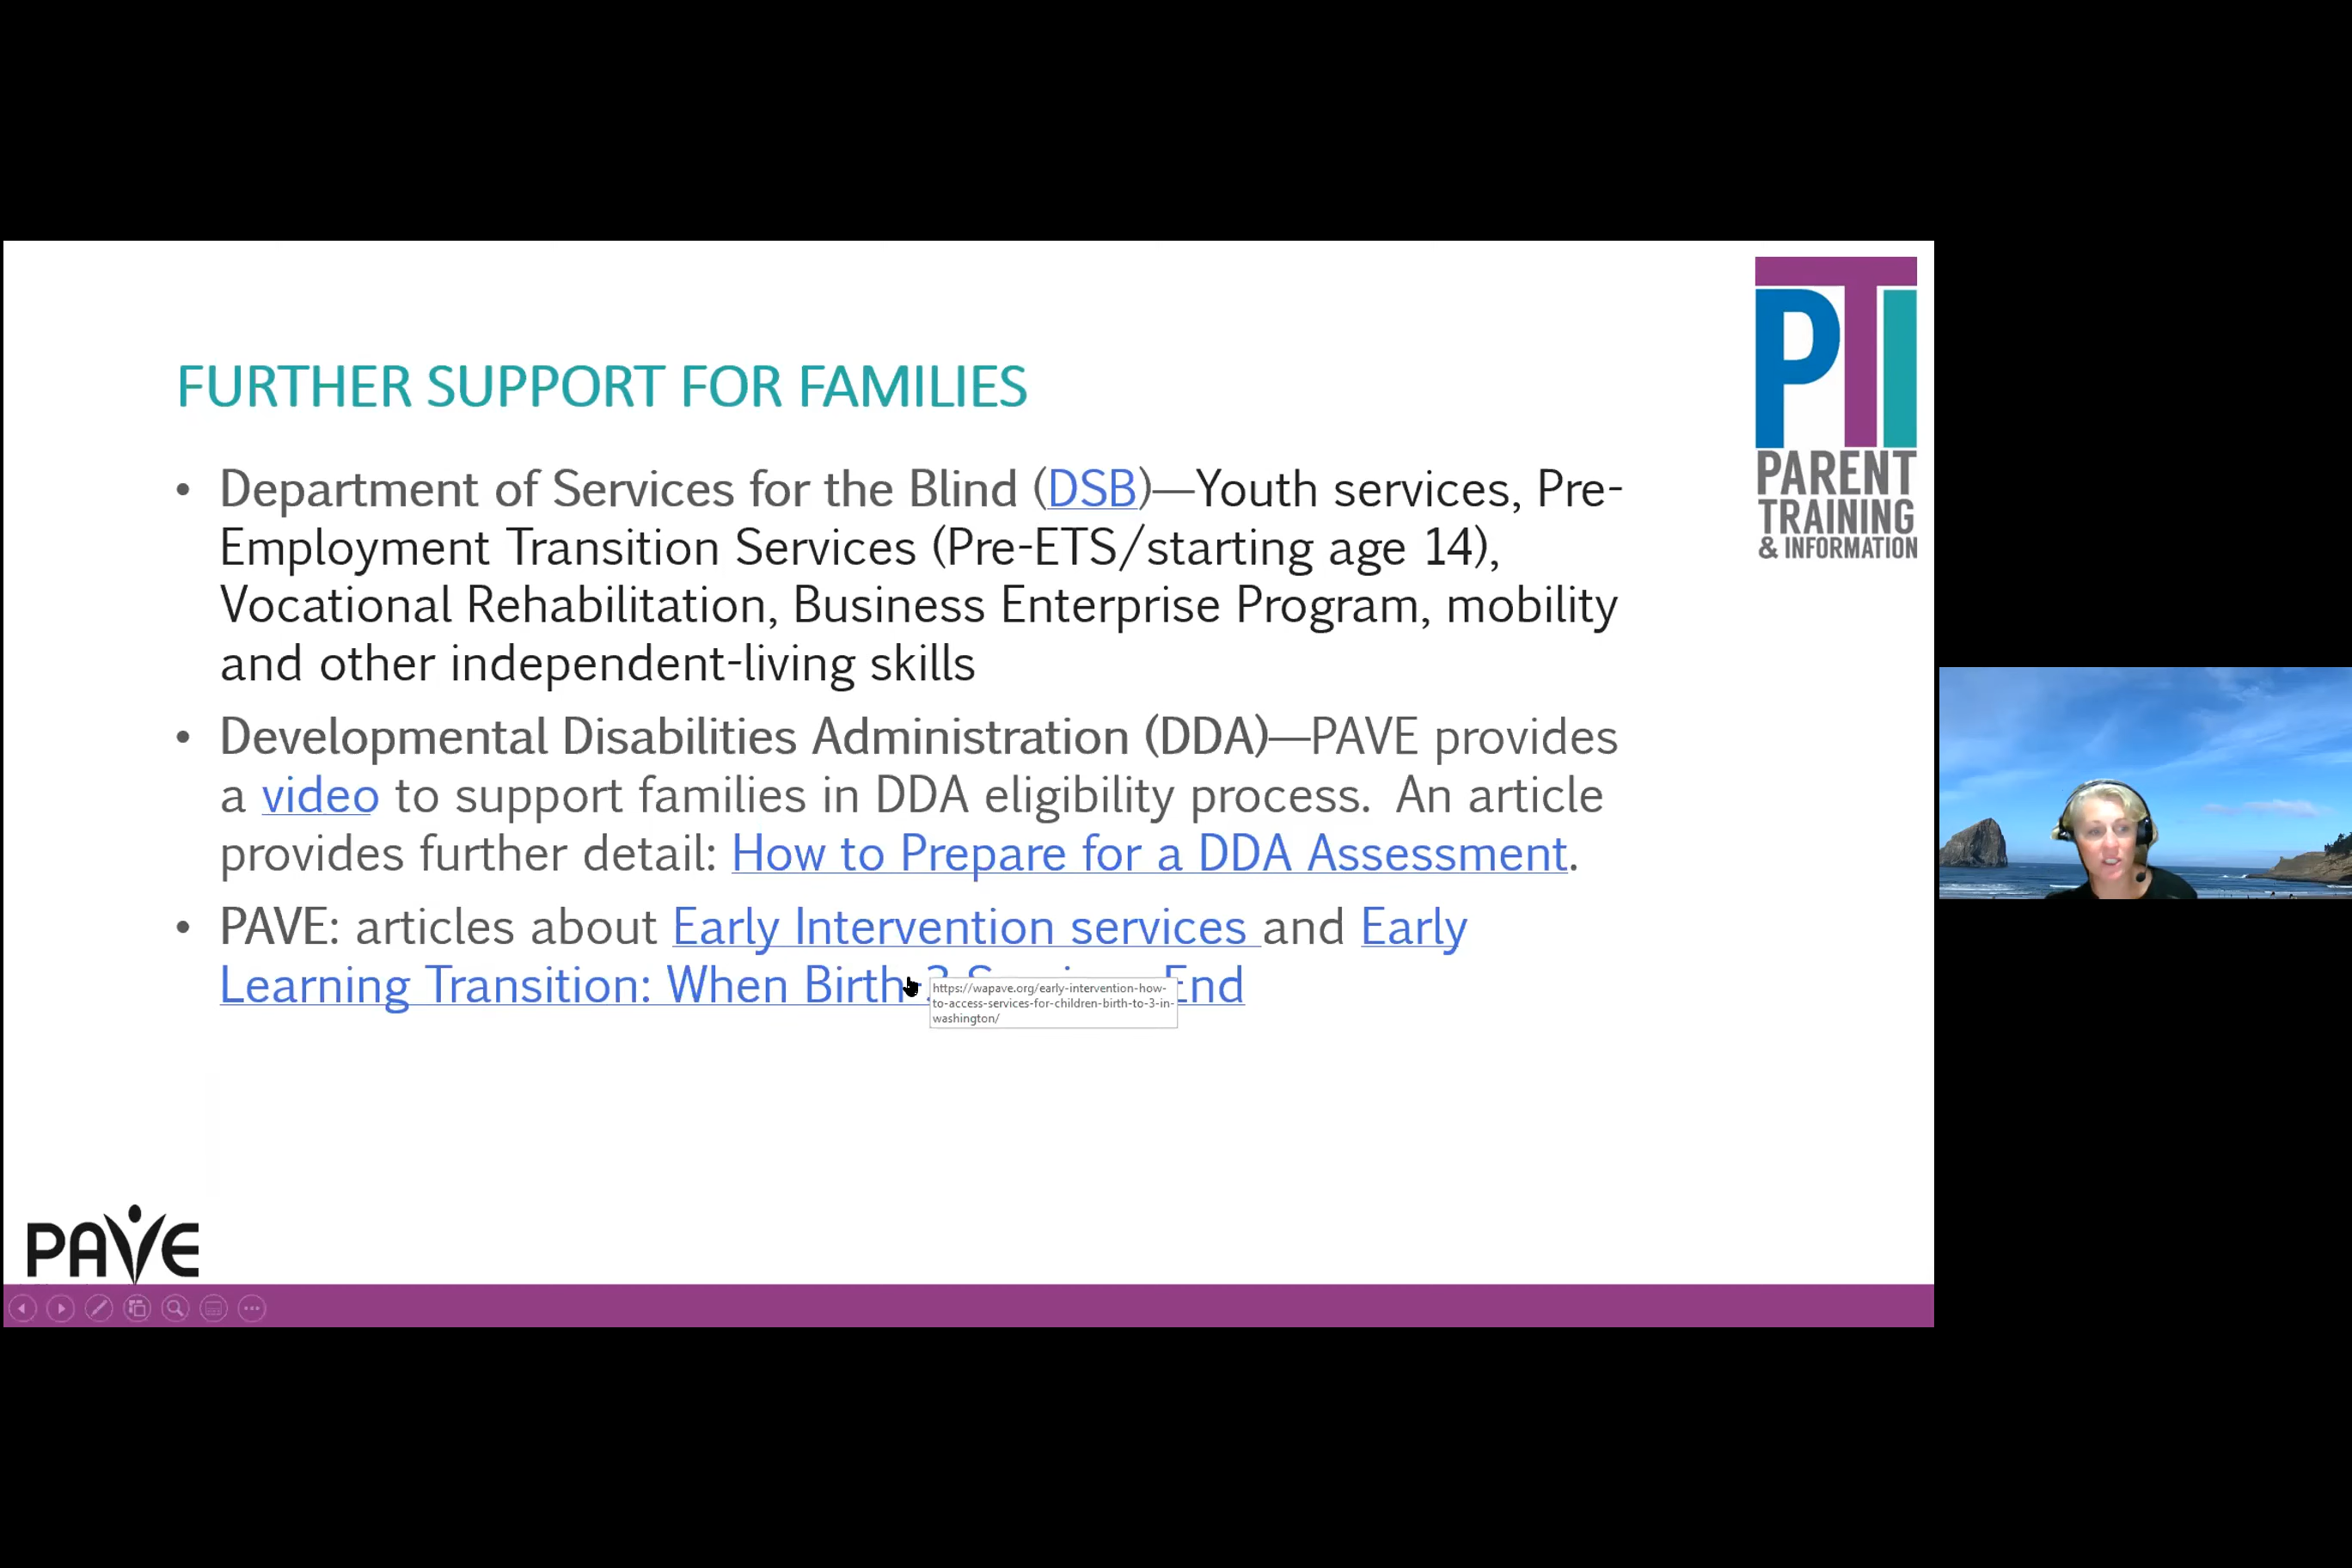 FURTHER SUPPORT FOR FAMILIES
• Department of Services for the Blind (DSB)—Youth services, Pre-
Employment Transition Services (Pre-ETS/starting age 14),
Vocational Rehabilitation, Business Enterprise Program, mobility
and other independent-living skills
• Developmental Disabilities Administration (DDA)—PAVE provides
a video to support families in DDA eligibility process.  An article
provides further detail: How to Prepare for a DDA Assessment.
• PAVE: articles about Early Intervention services and Early
Learning Transition: When Birth-3 End
https://wapave.org/early-intervention-how-
to-access-services-for-children-birth-to-3-in-
washington/
PTI
PARENT
TRAINING
& INFORMATION
PAVE